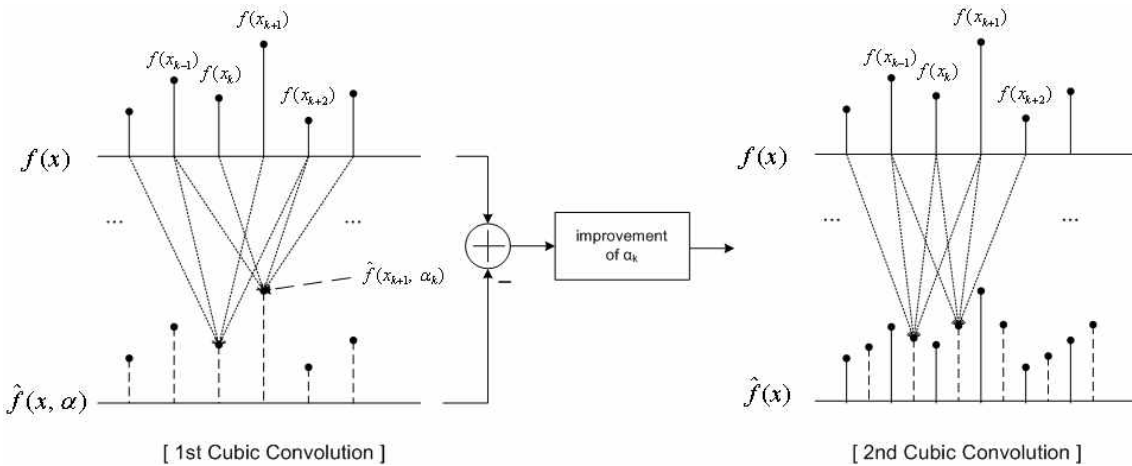 f(x_{k+1})
f(x_{k-1})
f(x_k)
f(x_{k+2})
f(x)
...
...
f̂(x_{k+1}, α_k)
f̂(x, α)
[ 1st Cubic Convolution ]
−
improvement
of α_k
f(x_{k+1})
f(x_{k-1})
f(x_k)
f(x_{k+2})
f(x)
...
...
f̂(x)
[ 2nd Cubic Convolution ]